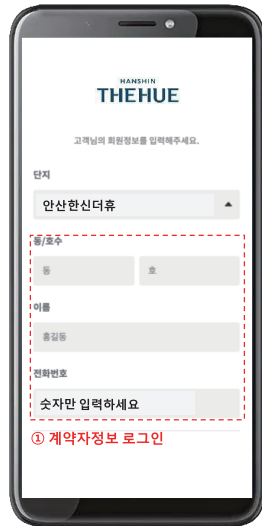 HANSHIN
THEHUE
고객님의 회원정보를 입력해주세요.
단지
안산한신더휴
동/호수
동 호
이름
홍길동
전화번호
숫자만 입력하세요
① 계약자정보 로그인